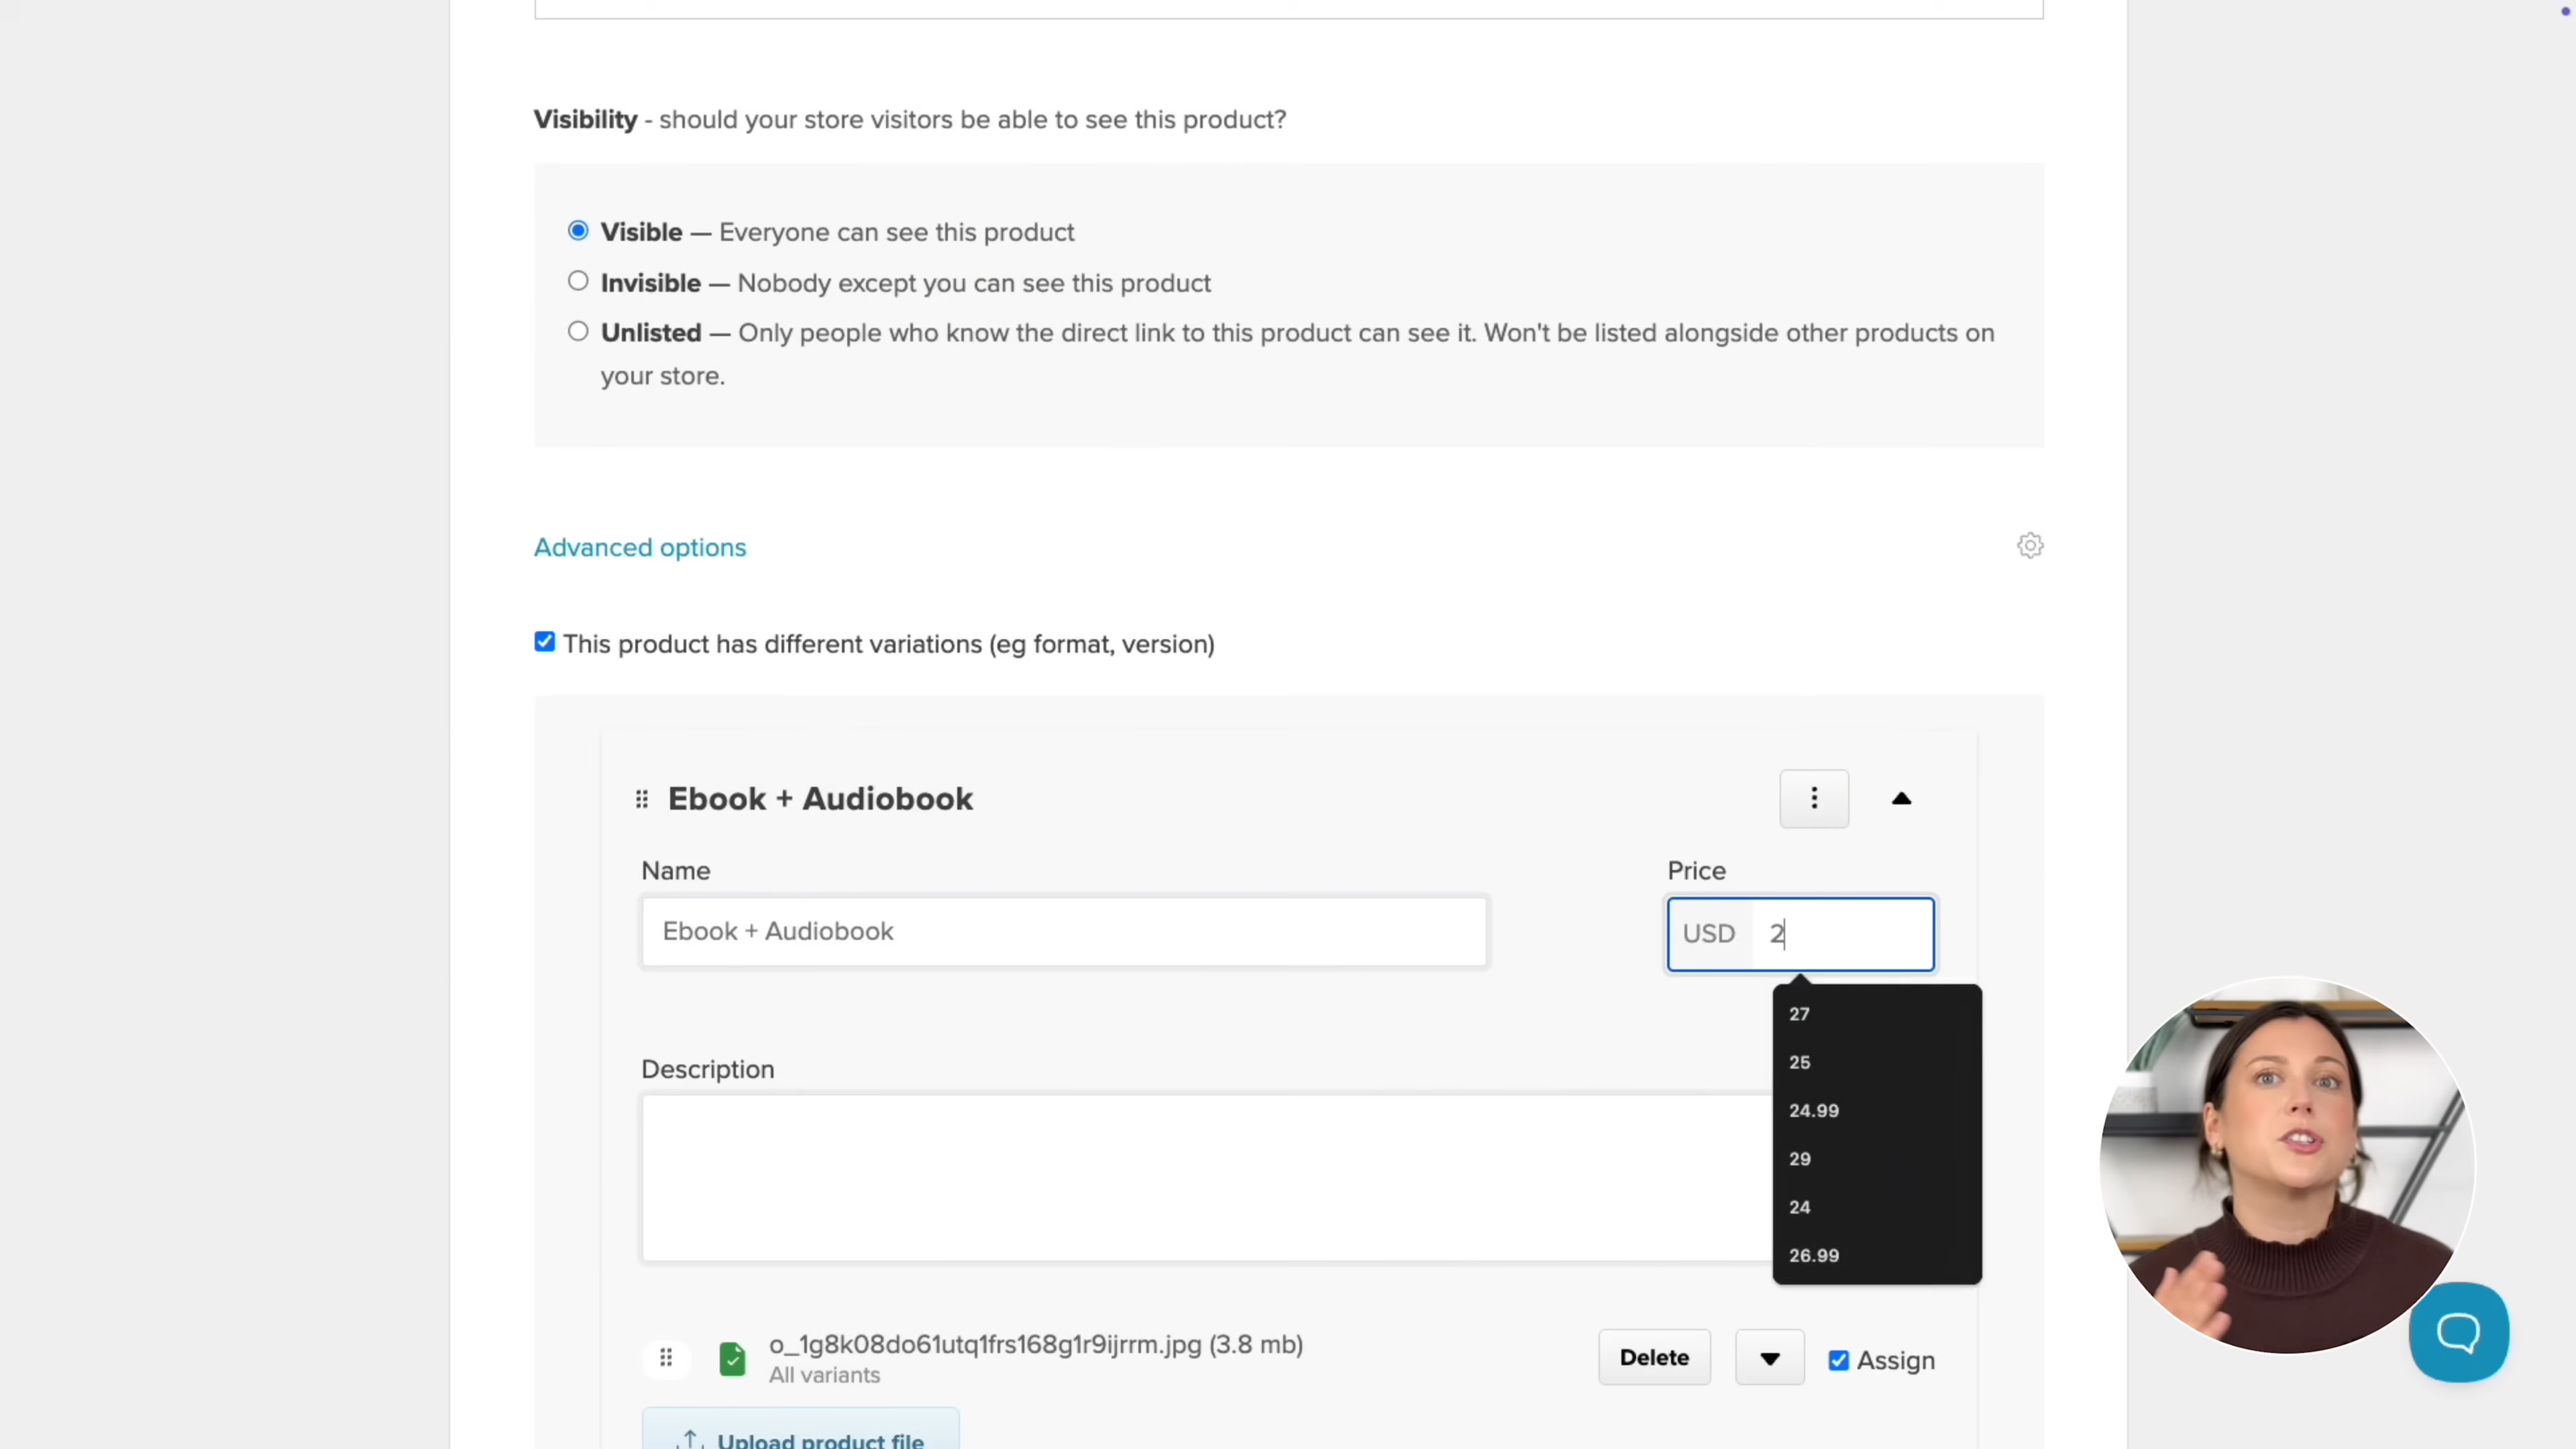 Visibility - should your store visitors be able to see this product?
Visible — Everyone can see this product
Invisible — Nobody except you can see this product
Unlisted — Only people who know the direct link to this product can see it. Won't be listed alongside other products on
your store.
Advanced options
This product has different variations (eg format, version)
Ebook + Audiobook
Name
Price
Ebook + Audiobook
USD 2
27
25
24.99
29
24
26.99
Description
o_1g8k08do61utq1frs168g1r9ijrrm.jpg (3.8 mb)
All variants
Delete
Assign
Upload product file